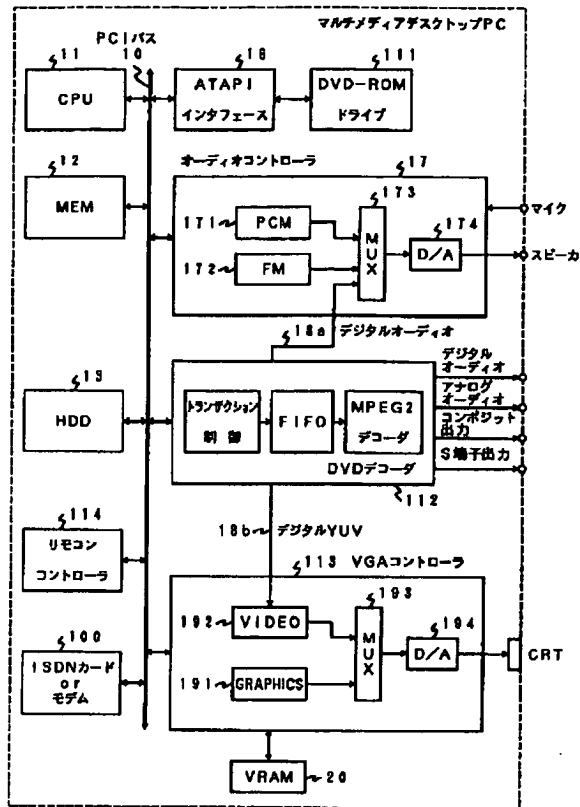 マルチメディアデスクトップPC
PCIバス
10
11
CPU
16
ATAPI
インタフェース
111
DVD-ROM
ドライブ
12
MEM
オーディオコントローラ
17
171
PCM
172
FM
173
MUX
174
D/A
マイク
スピーカ
18a デジタルオーディオ
13
HDD
トランザクション
制御
FIFO
MPEG2
デコーダ
DVDデコーダ
112
デジタル
オーディオ
アナログ
オーディオ
コンポジット
出力
S端子出力
18b デジタルYUV
114
リモコン
コントローラ
113 VGAコントローラ
192
VIDEO
191
GRAPHICS
193
MUX
194
D/A
CRT
100
ISDNカード
or
モデム
VRAM
20